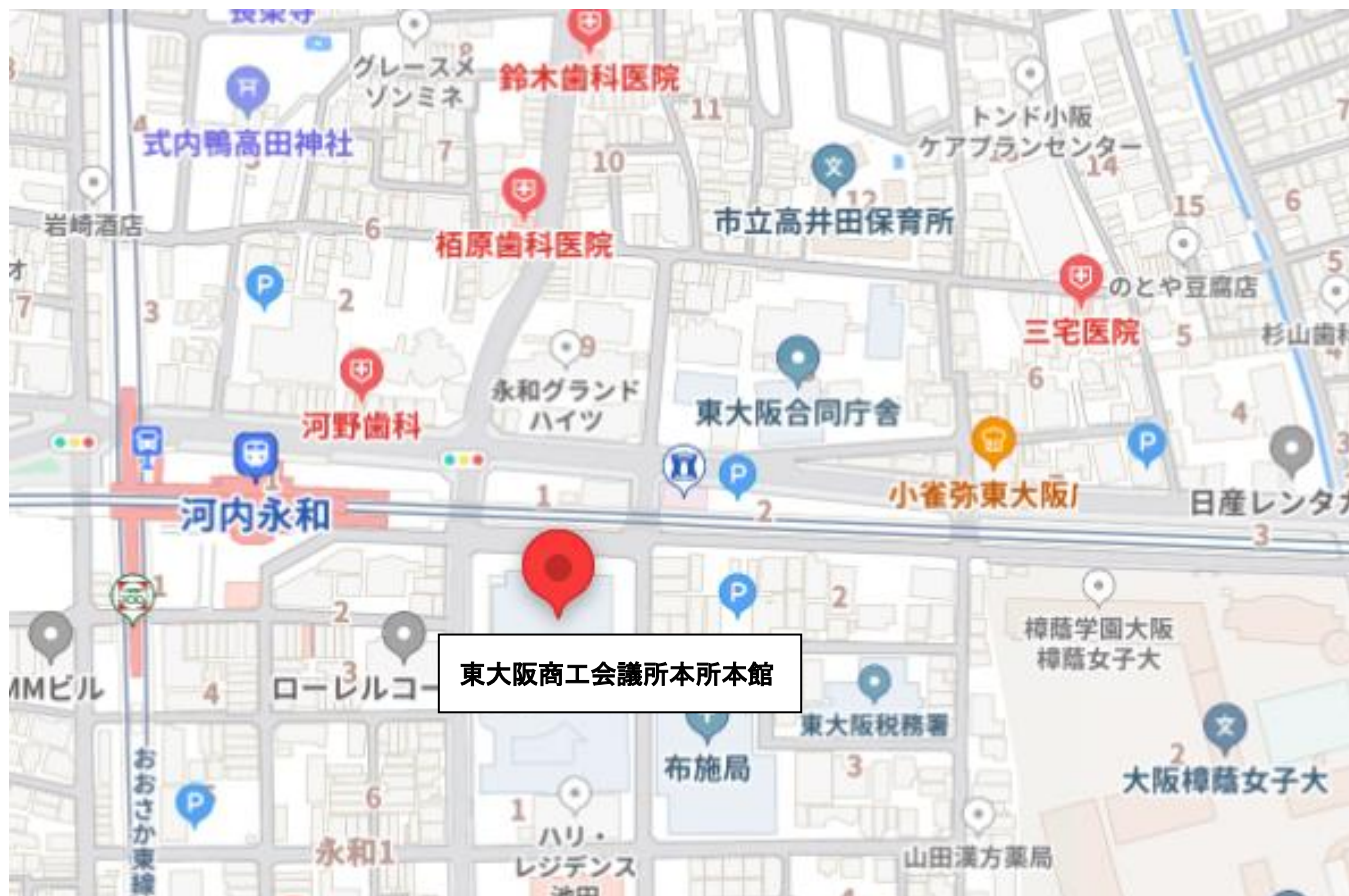 長栄寺
8
グレースメ
ゾンミネ
鈴木歯科医院
11
トンド小阪
ケアプランセンター
14
7
4
式内鴨高田神社
7
10
12
市立高井田保育所
15
6
岩崎酒店
6
栢原歯科医院
5
オ
7
3
2
のとや豆腐店
三宅医院
5
杉山歯科
9
永和グランド
ハイツ
東大阪合同庁舎
6
4
河野歯科
3
1
河内永和
1
2
小雀弥東大阪店
日産レンタカ
3
1
2
2
樟蔭学園大阪
樟蔭女子大
MMビル
4
3
ローレルコー
東大阪商工会議所本所本館
東大阪税務署
布施局
3
2
大阪樟蔭女子大
おおさか東線
6
永和1
1
ハリ・
レジデンス
池田
山田漢方薬局
4